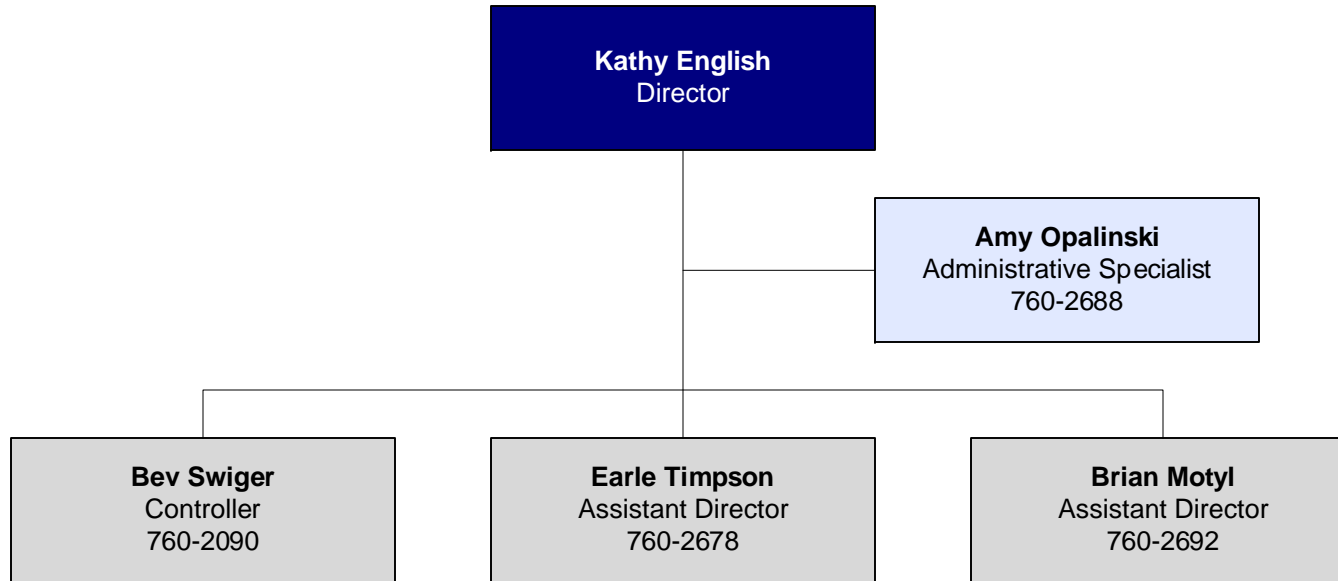 Kathy English
Director
Amy Opalinski
Administrative Specialist
760-2688
Bev Swiger
Controller
760-2090
Earle Timpson
Assistant Director
760-2678
Brian Motyl
Assistant Director
760-2692